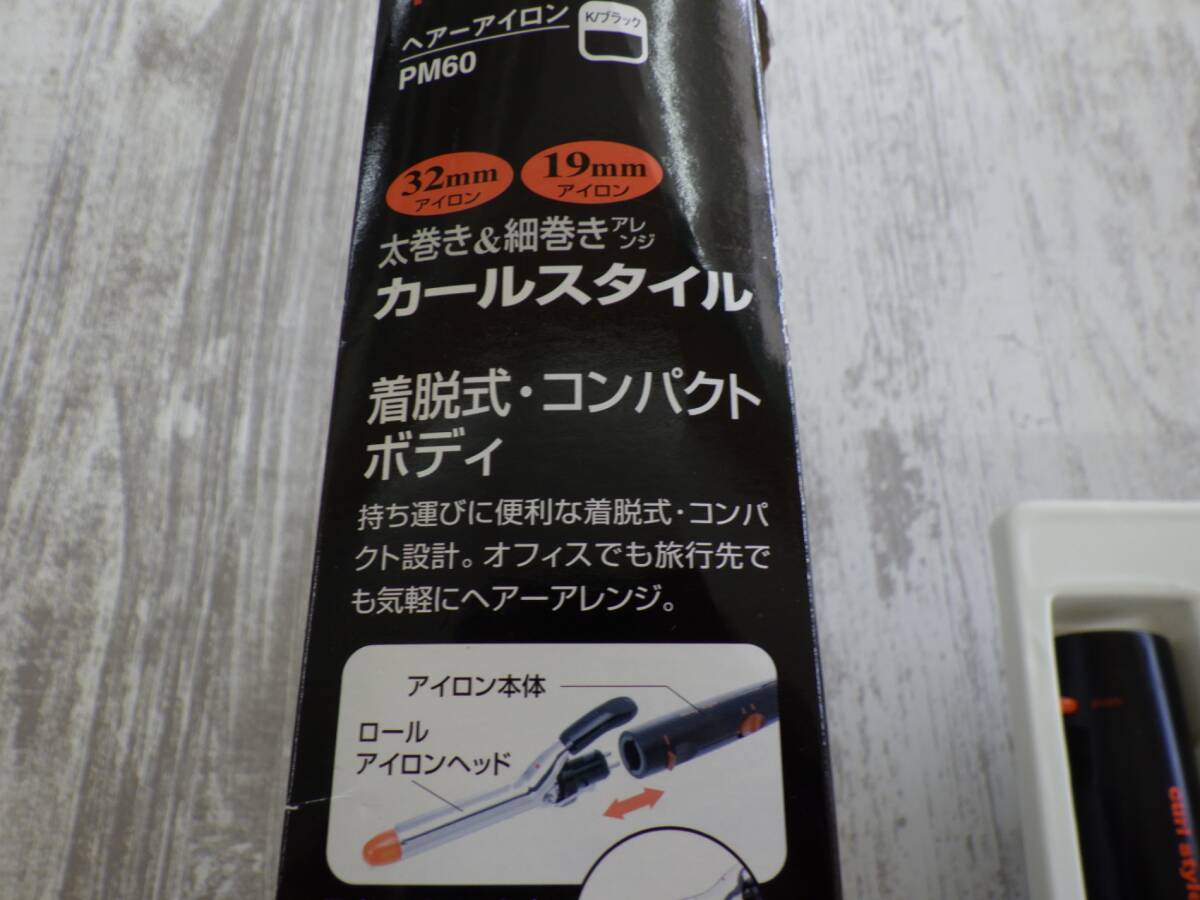 ヘアーアイロン
K/ブラック
PM60
32mm
アイロン
19mm
アイロン
太巻き&細巻きアレンジ
カールスタイル
着脱式・コンパクト
ボディ
持ち運びに便利な着脱式・コンパ
クト設計。オフィスでも旅行先で
も気軽にヘアーアレンジ。
アイロン本体
ロール
アイロンヘッド
curl